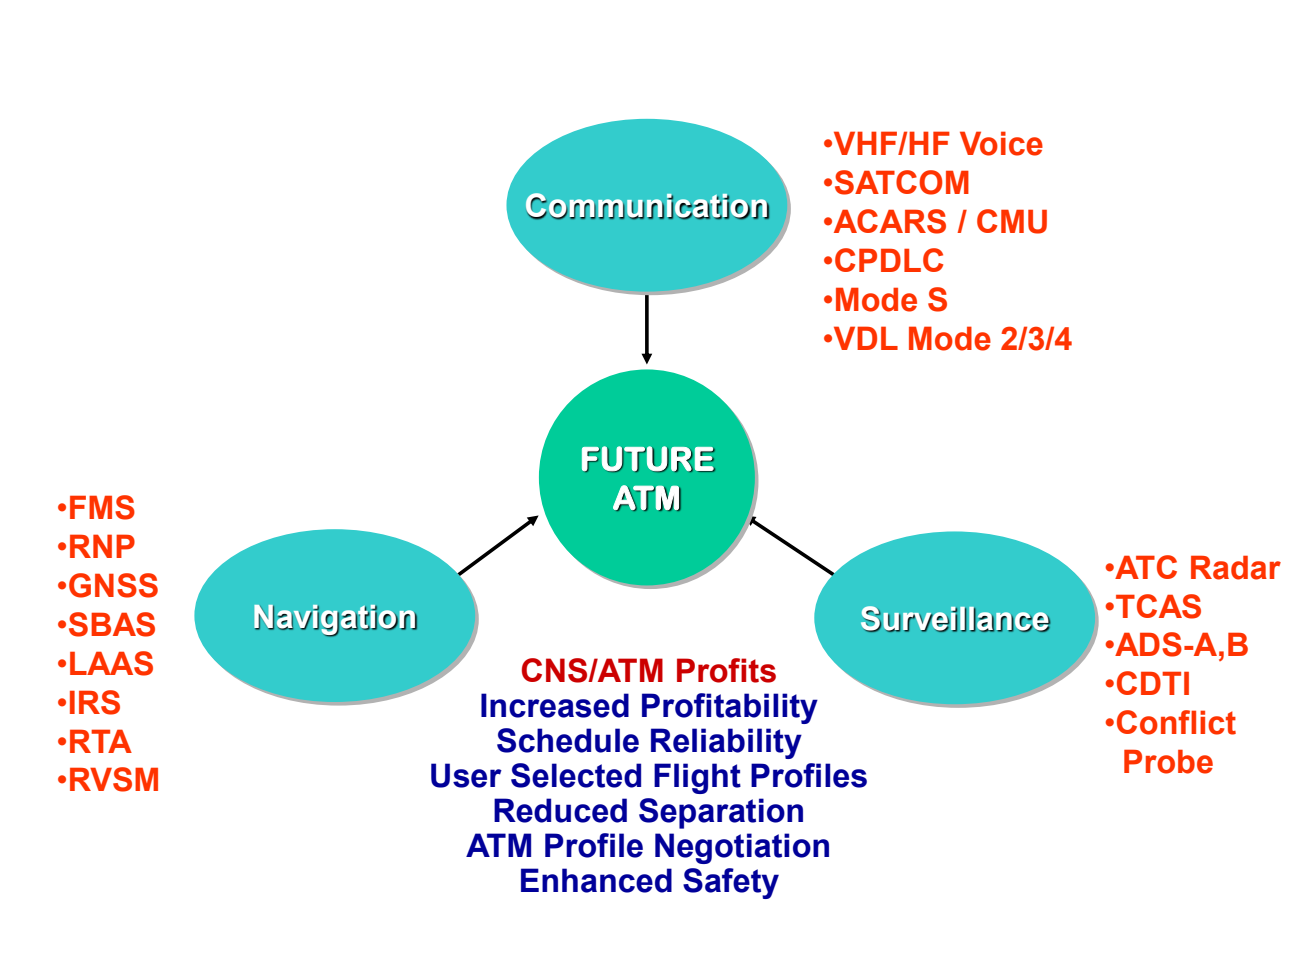 Communication
•VHF/HF Voice
•SATCOM
•ACARS / CMU
•CPDLC
•Mode S
•VDL Mode 2/3/4
FUTURE
ATM
•FMS
•RNP
•GNSS
•SBAS
•LAAS
•IRS
•RTA
•RVSM
Navigation
Surveillance
•ATC Radar
•TCAS
•ADS-A,B
•CDTI
•Conflict
Probe
CNS/ATM Profits
Increased Profitability
Schedule Reliability
User Selected Flight Profiles
Reduced Separation
ATM Profile Negotiation
Enhanced Safety